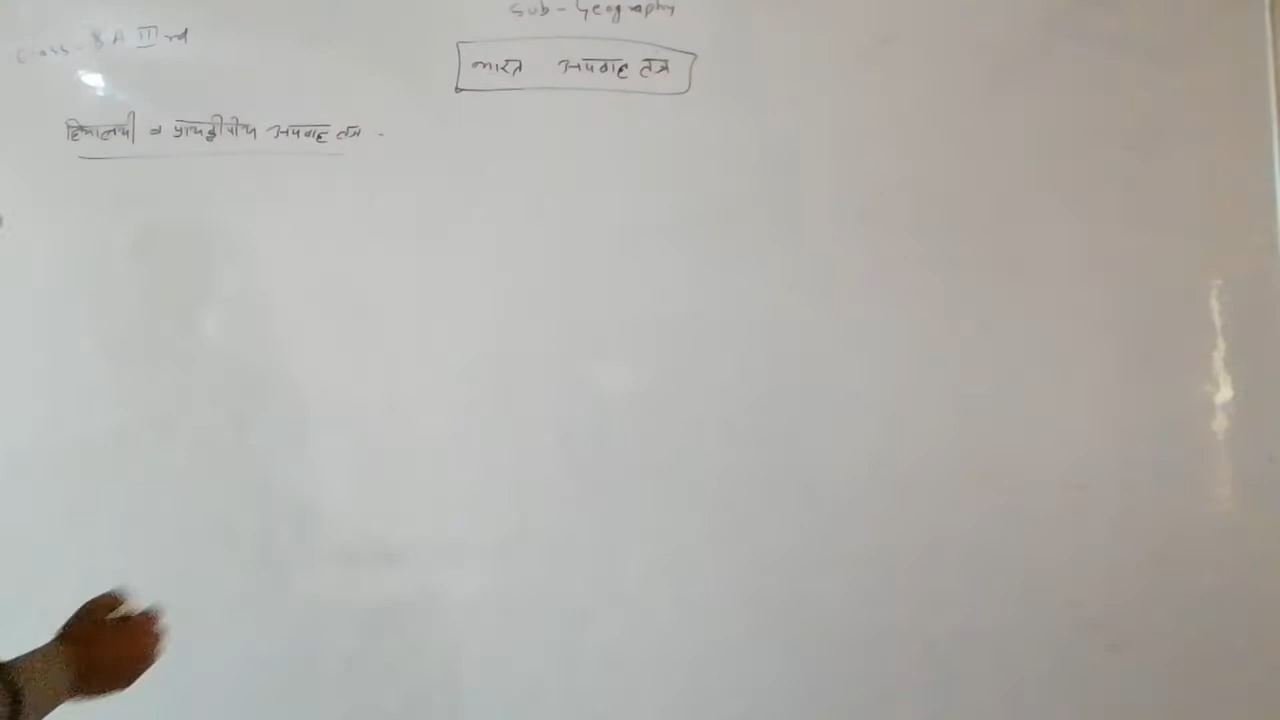 Sub - Geography
Class - B A III rd
भारत अपवाह तंत्र
हिमालयी व प्रायद्वीपीय अपवाह तंत्र -